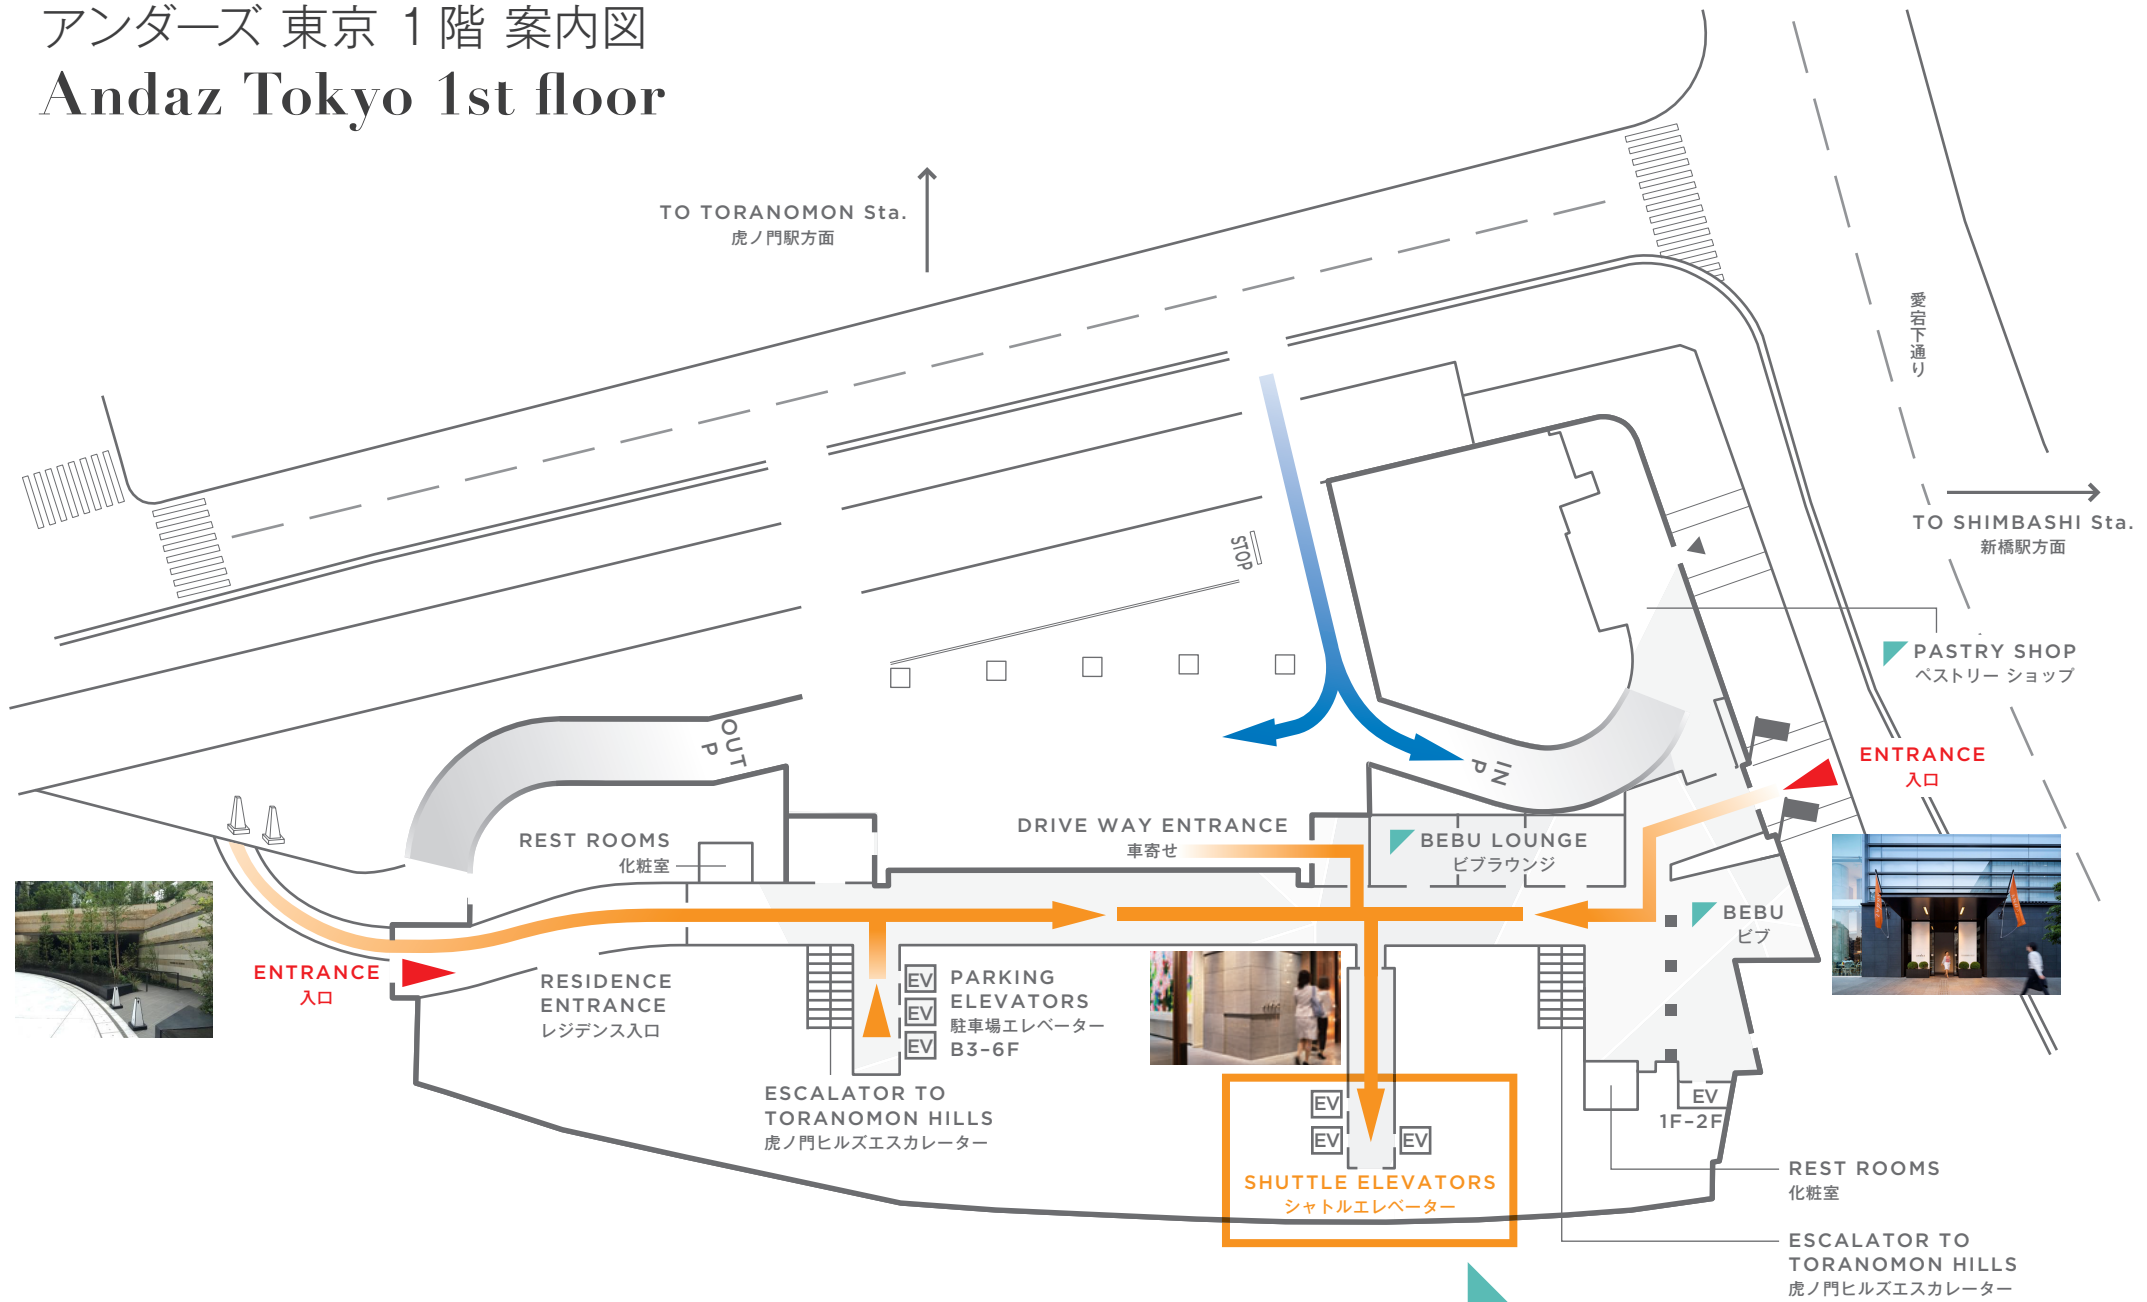 アンダーズ 東京 1階 案内図
Andaz Tokyo 1st floor
TO TORANOMON Sta.
虎ノ門駅方面
愛宕下通り
TO SHIMBASHI Sta.
新橋駅方面
STOP
PASTRY SHOP
ペストリー ショップ
OUT
P
IN
P
ENTRANCE
入口
REST ROOMS
化粧室
DRIVE WAY ENTRANCE
車寄せ
BEBU LOUNGE
ビブラウンジ
BEBU
ビブ
ENTRANCE
入口
RESIDENCE
ENTRANCE
レジデンス入口
EV
EV
EV
PARKING
ELEVATORS
駐車場エレベーター
B3-6F
ESCALATOR TO
TORANOMON HILLS
虎ノ門ヒルズエスカレーター
EV
EV
EV
SHUTTLE ELEVATORS
シャトルエレベーター
EV
1F-2F
REST ROOMS
化粧室
ESCALATOR TO
TORANOMON HILLS
虎ノ門ヒルズエスカレーター